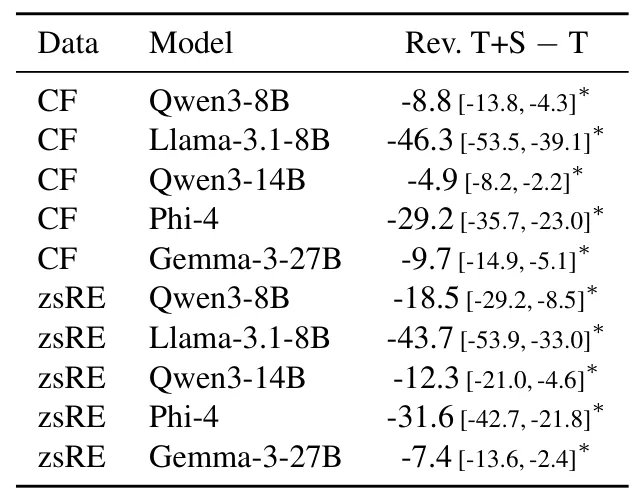 Data Model Rev. T+S − T
CF Qwen3-8B -8.8 [-13.8, -4.3]*
CF Llama-3.1-8B -46.3 [-53.5, -39.1]*
CF Qwen3-14B -4.9 [-8.2, -2.2]*
CF Phi-4 -29.2 [-35.7, -23.0]*
CF Gemma-3-27B -9.7 [-14.9, -5.1]*
zsRE Qwen3-8B -18.5 [-29.2, -8.5]*
zsRE Llama-3.1-8B -43.7 [-53.9, -33.0]*
zsRE Qwen3-14B -12.3 [-21.0, -4.6]*
zsRE Phi-4 -31.6 [-42.7, -21.8]*
zsRE Gemma-3-27B -7.4 [-13.6, -2.4]*